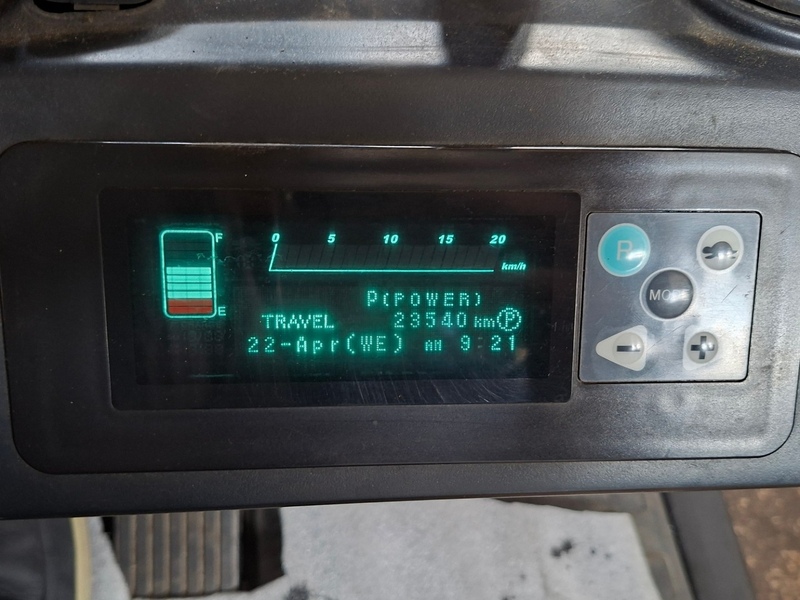 F
0 5 10 15 20
km/h
E
P(POWER)
TRAVEL 23540 km P
22-Apr(WE) AM 9:21
P
MODE
- +